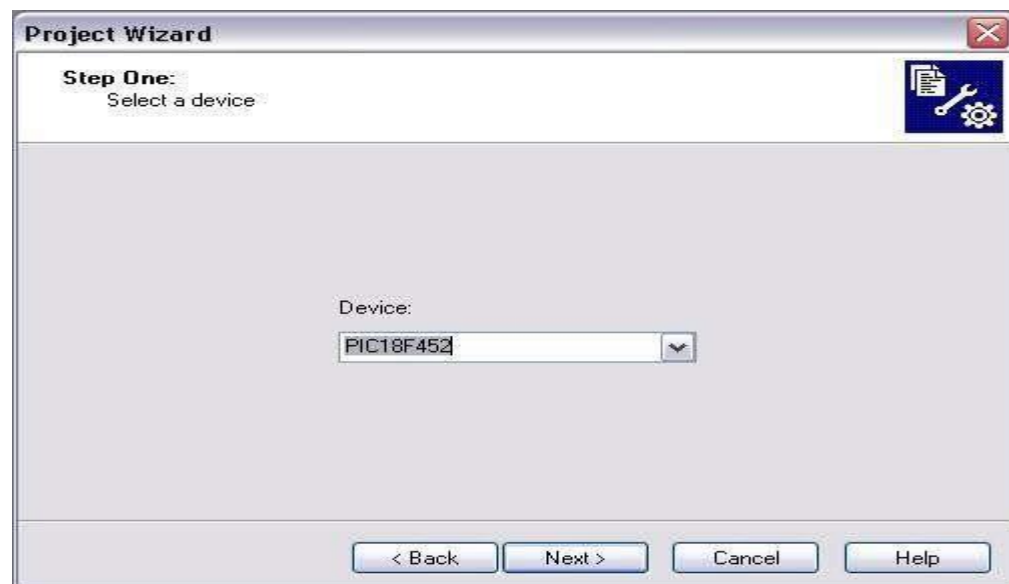 Project Wizard
Step One:
Select a device
Device:
PIC18F452
< Back Next > Cancel Help